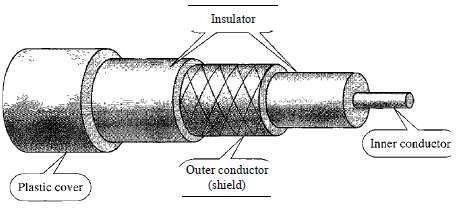 Insulator
Inner conductor
Outer conductor
(shield)
Plastic cover